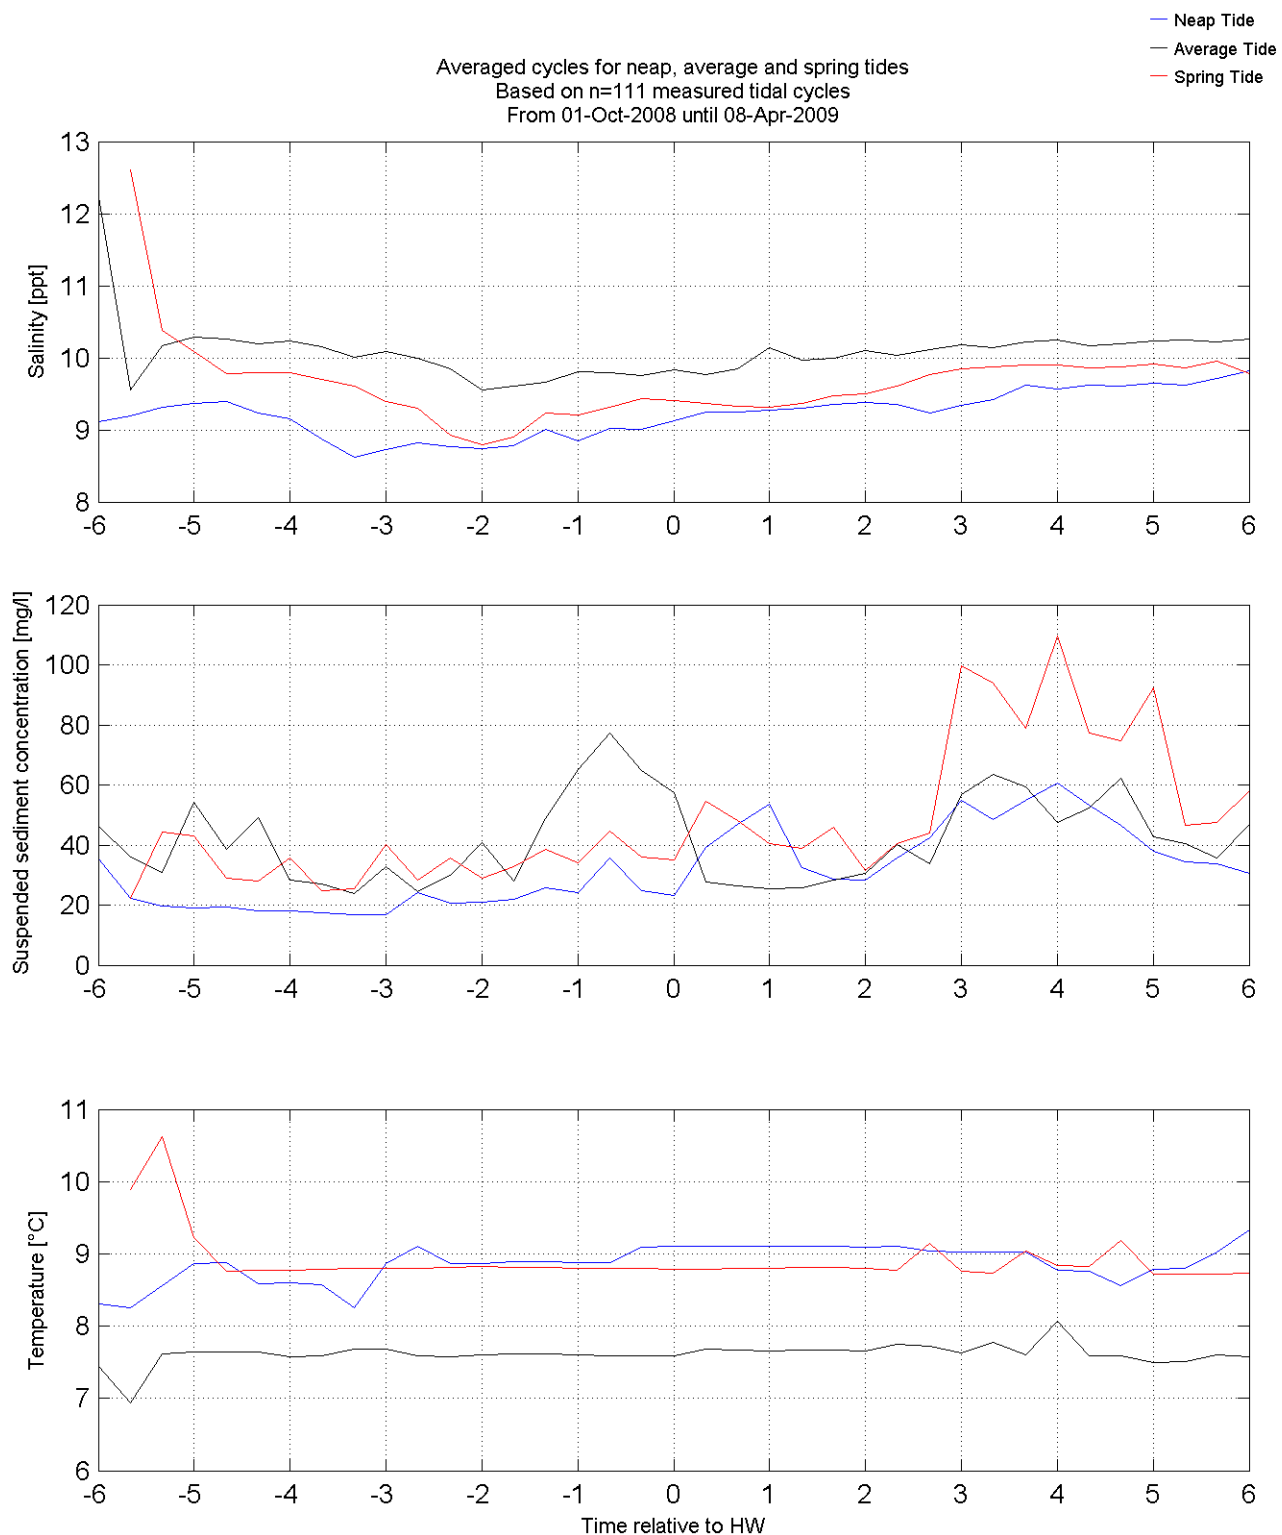 Neap Tide
Average Tide
Spring Tide
Averaged cycles for neap, average and spring tides
Based on n=111 measured tidal cycles
From 01-Oct-2008 until 08-Apr-2009
Salinity [ppt]
13
12
11
10
9
8
-6 -5 -4 -3 -2 -1 0 1 2 3 4 5 6
Suspended sediment concentration [mg/l]
120
100
80
60
40
20
0
-6 -5 -4 -3 -2 -1 0 1 2 3 4 5 6
Temperature [°C]
11
10
9
8
7
6
-6 -5 -4 -3 -2 -1 0 1 2 3 4 5 6
Time relative to HW